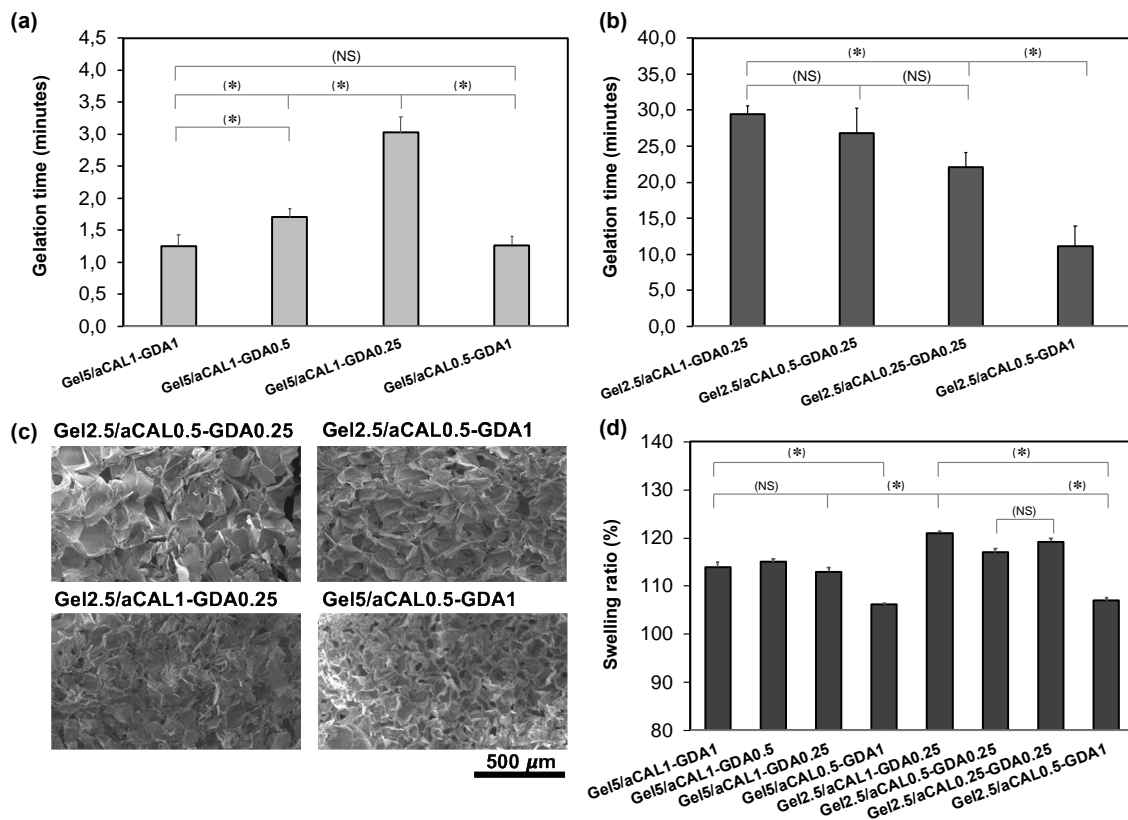 (a)
4,5
4,0
3,5
3,0
2,5
2,0
1,5
1,0
0,5
0,0
Gelation time (minutes)
(NS)
(*) (*) (*)
(*)
Gel5/aCAL1-GDA1
Gel5/aCAL1-GDA0.5
Gel5/aCAL1-GDA0.25
Gel5/aCAL0.5-GDA1
(b)
40,0
35,0
30,0
25,0
20,0
15,0
10,0
5,0
0,0
Gelation time (minutes)
(*) (*)
(NS) (NS)
Gel2.5/aCAL1-GDA0.25
Gel2.5/aCAL0.5-GDA0.25
Gel2.5/aCAL0.25-GDA0.25
Gel2.5/aCAL0.5-GDA1
(c)
Gel2.5/aCAL0.5-GDA0.25
Gel2.5/aCAL0.5-GDA1
Gel2.5/aCAL1-GDA0.25
Gel5/aCAL0.5-GDA1
500 µm
(d)
140
130
120
110
100
90
80
Swelling ratio (%)
(*) (*)
(NS) (*) (*)
(NS)
Gel5/aCAL1-GDA1
Gel5/aCAL1-GDA0.5
Gel5/aCAL1-GDA0.25
Gel5/aCAL0.5-GDA1
Gel2.5/aCAL1-GDA0.25
Gel2.5/aCAL0.5-GDA0.25
Gel2.5/aCAL0.25-GDA0.25
Gel2.5/aCAL0.5-GDA1